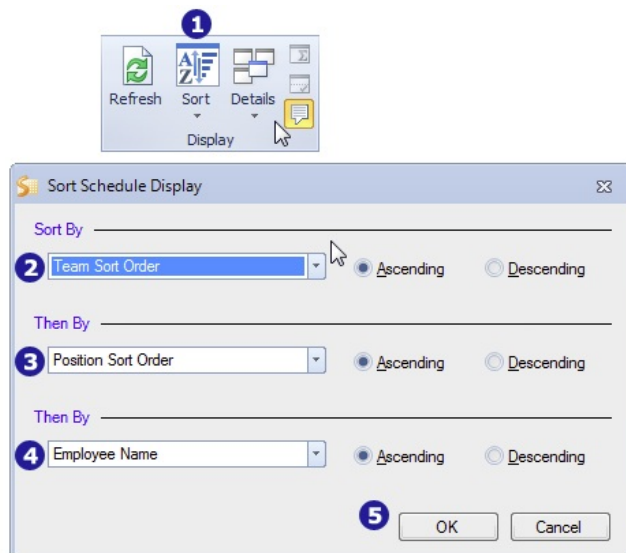 1
A
Z
Σ
Refresh Sort Details
Display
S Sort Schedule Display
Sort By
2 Team Sort Order Ascending Descending
Then By
3 Position Sort Order Ascending Descending
Then By
4 Employee Name Ascending Descending
5 OK Cancel